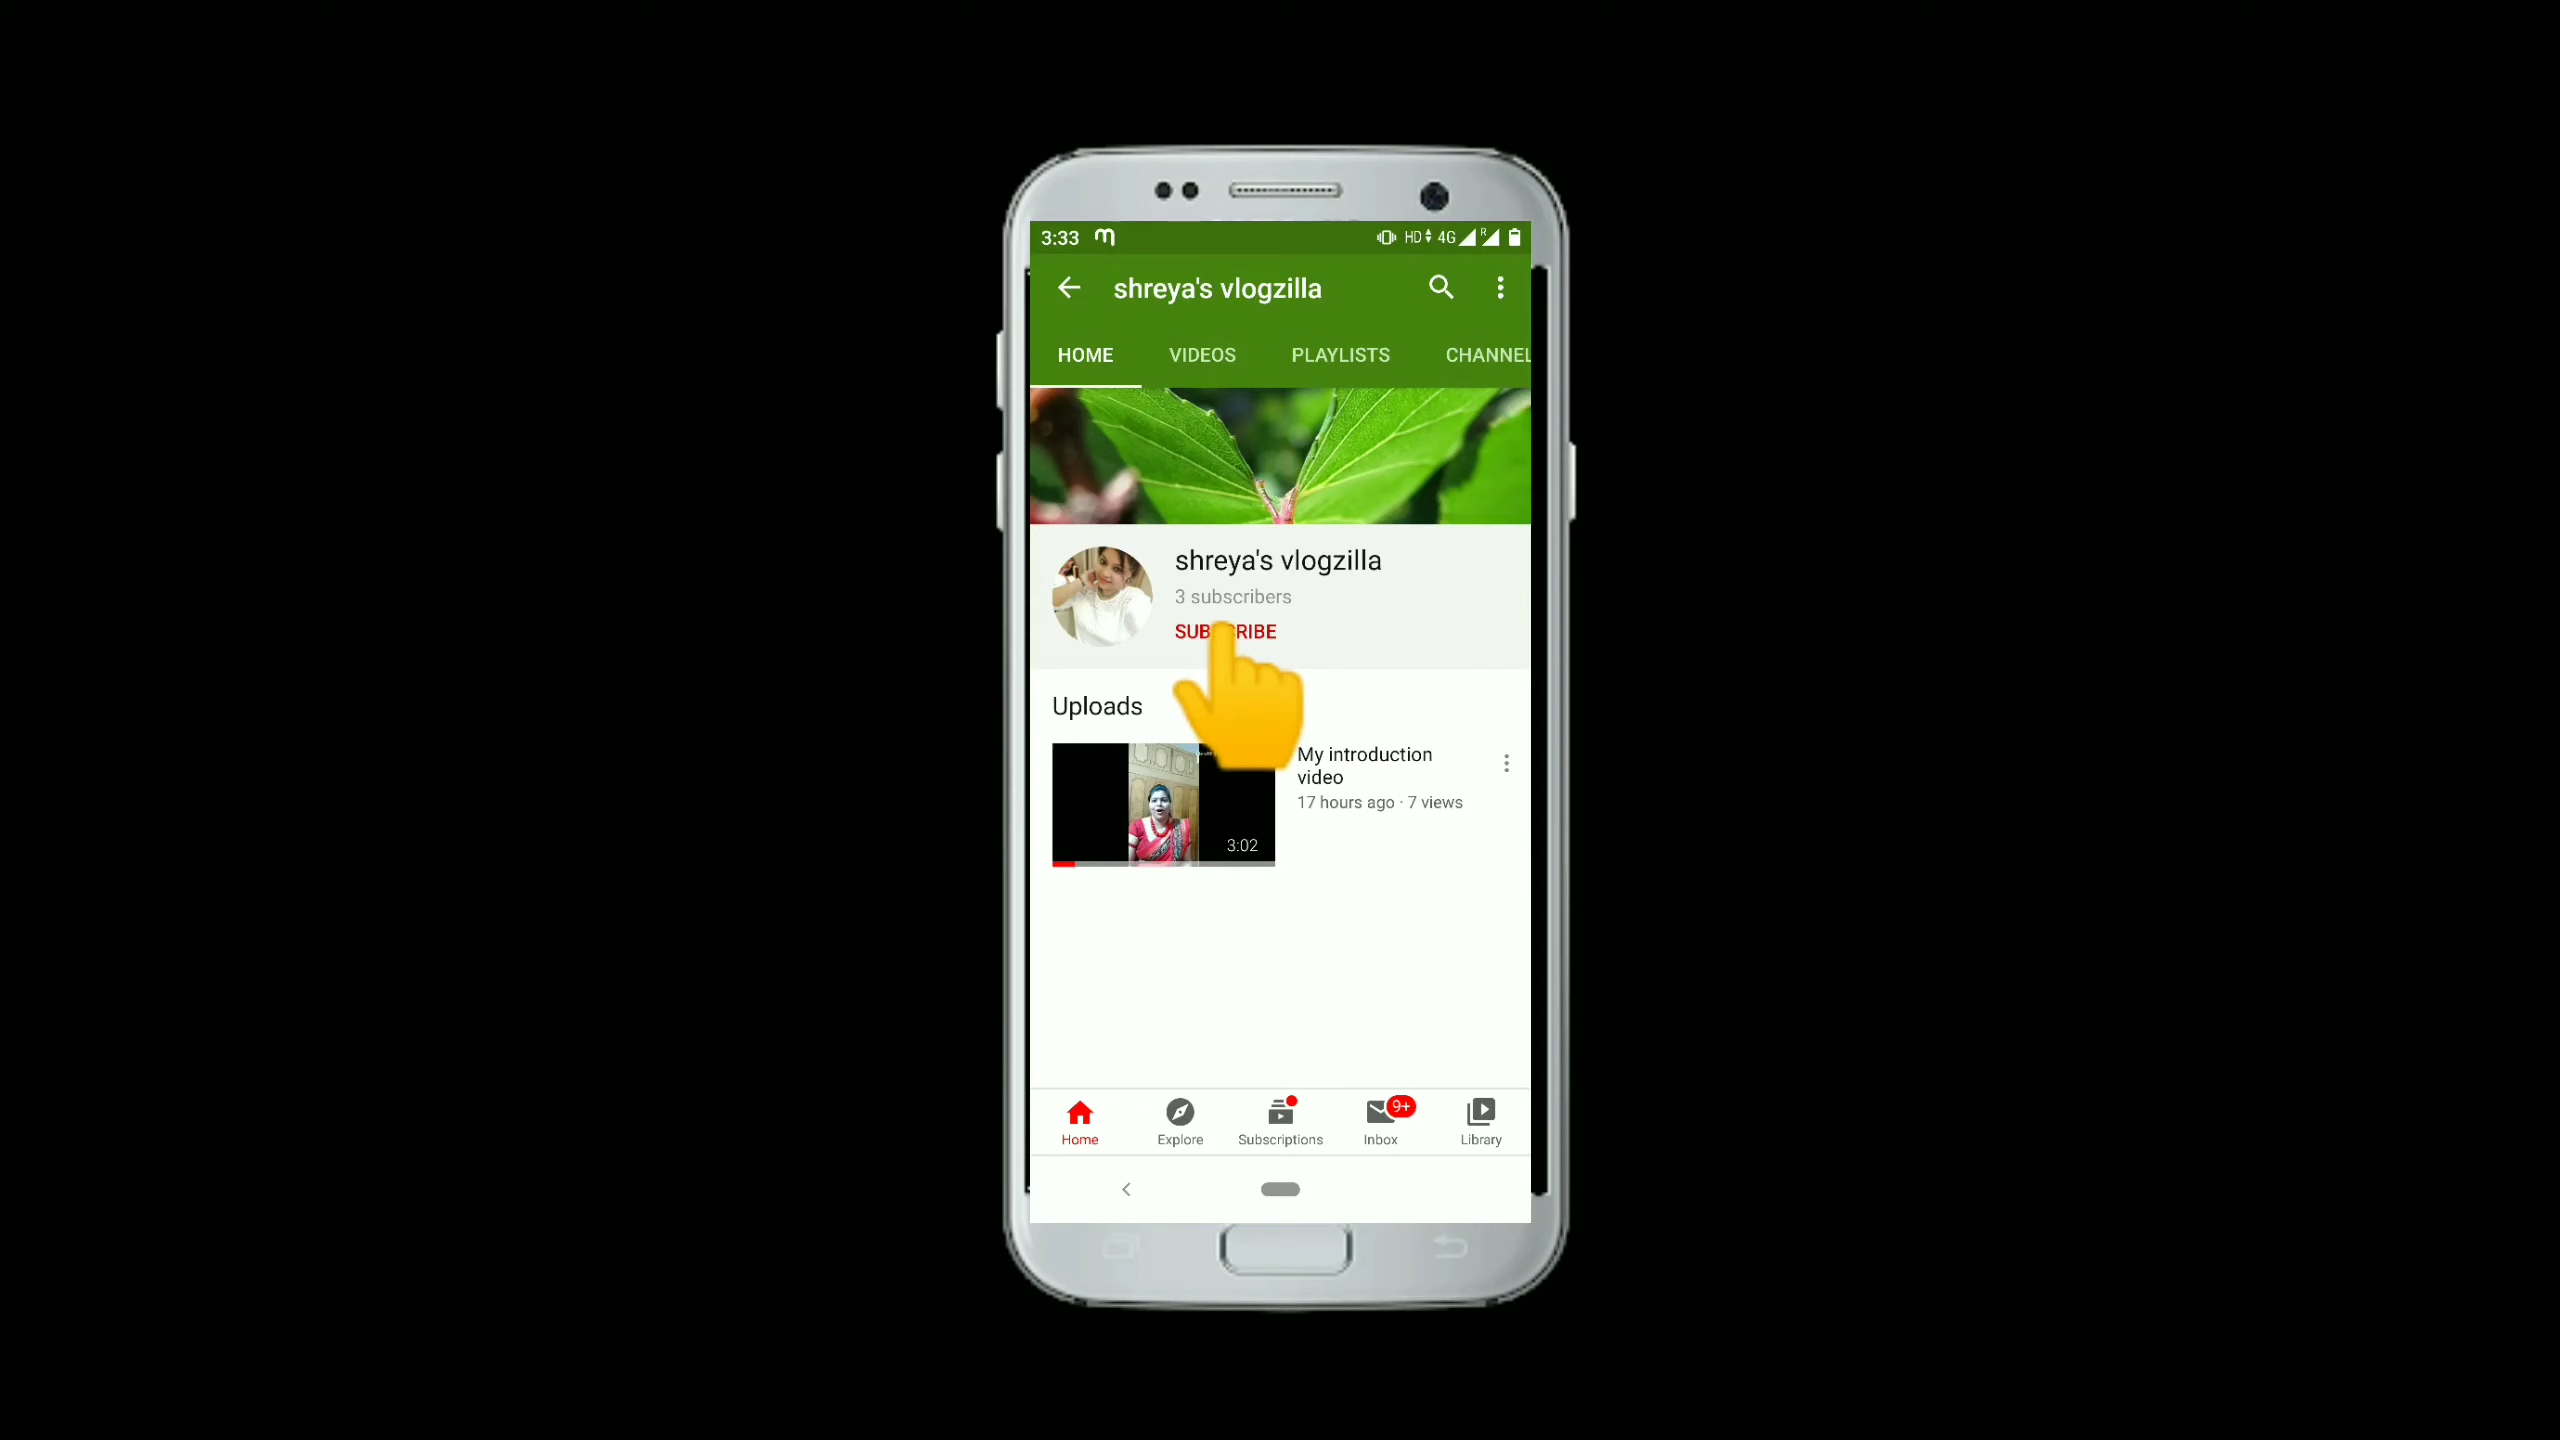 3:33 HD 4G R
shreya's vlogzilla
HOME VIDEOS PLAYLISTS CHANNEL
shreya's vlogzilla
3 subscribers
SUBSCRIBE
Uploads
My introduction
video
17 hours ago · 7 views
3:02
9+
Home Explore Subscriptions Inbox Library